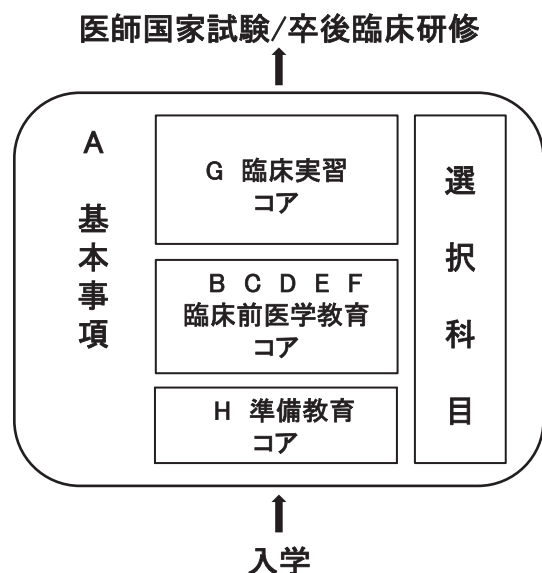 医師国家試験/卒後臨床研修
A
基本事項
G 臨床実習
コア
B C D E F
臨床前医学教育
コア
H 準備教育
コア
選択科目
入学